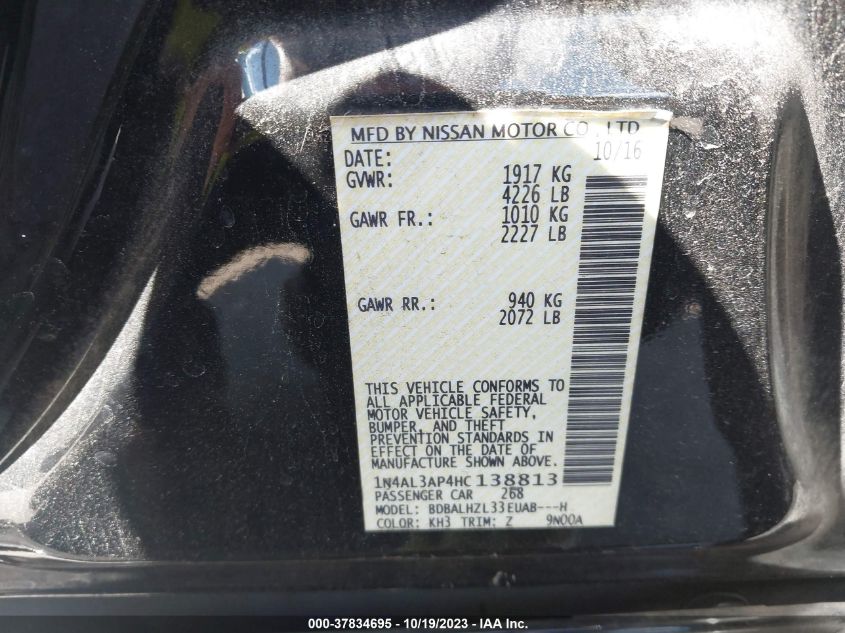 MFD BY NISSAN MOTOR CO., LTD
DATE: 10/16
GVWR: 1917 KG
4226 LB
GAWR FR.: 1010 KG
2227 LB
GAWR RR.: 940 KG
2072 LB
THIS VEHICLE CONFORMS TO
ALL APPLICABLE FEDERAL
MOTOR VEHICLE SAFETY,
BUMPER, AND THEFT
PREVENTION STANDARDS IN
EFFECT ON THE DATE OF
MANUFACTURE SHOWN ABOVE.
1N4AL3AP4HC138813
PASSENGER CAR 268
MODEL: BDBALHZL33EUAB---H
COLOR: KH3 TRIM: Z 9N00A
000-37834695 - 10/19/2023 - IAA Inc.